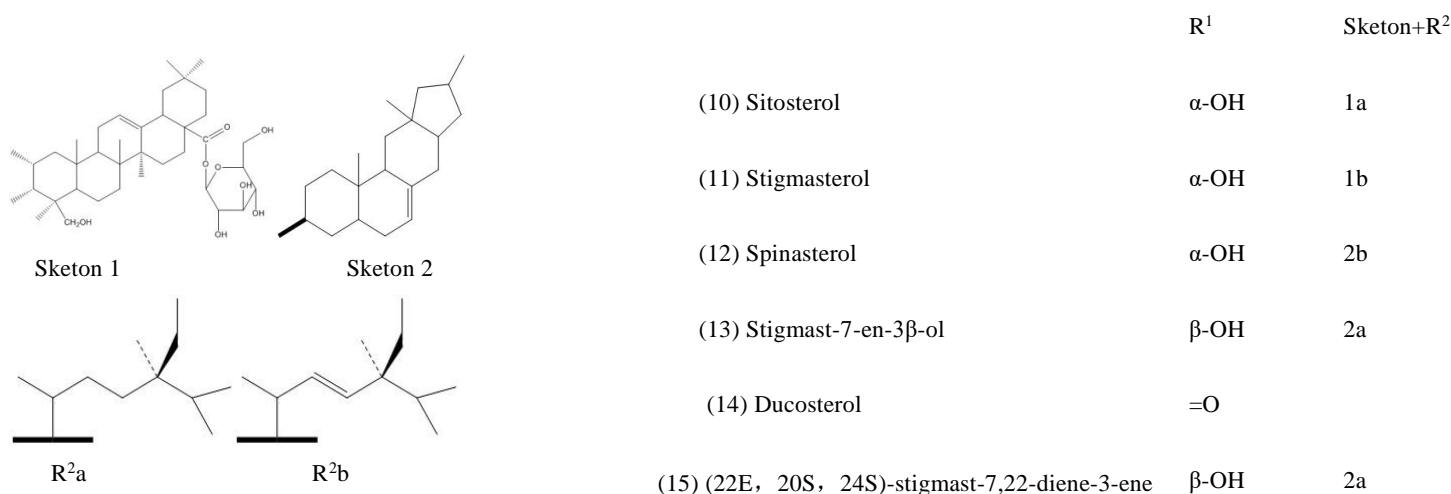 R¹ Sketon+R²
(10) Sitosterol α-OH 1a
(11) Stigmasterol α-OH 1b
(12) Spinasterol α-OH 2b
(13) Stigmast-7-en-3β-ol β-OH 2a
(14) Ducosterol =O
(15) (22E，20S，24S)-stigmast-7,22-diene-3-ene β-OH 2a
C
O
O
O
OH
OH
OH
OH
CH₂OH
Sketon 1 Sketon 2
R²a R²b